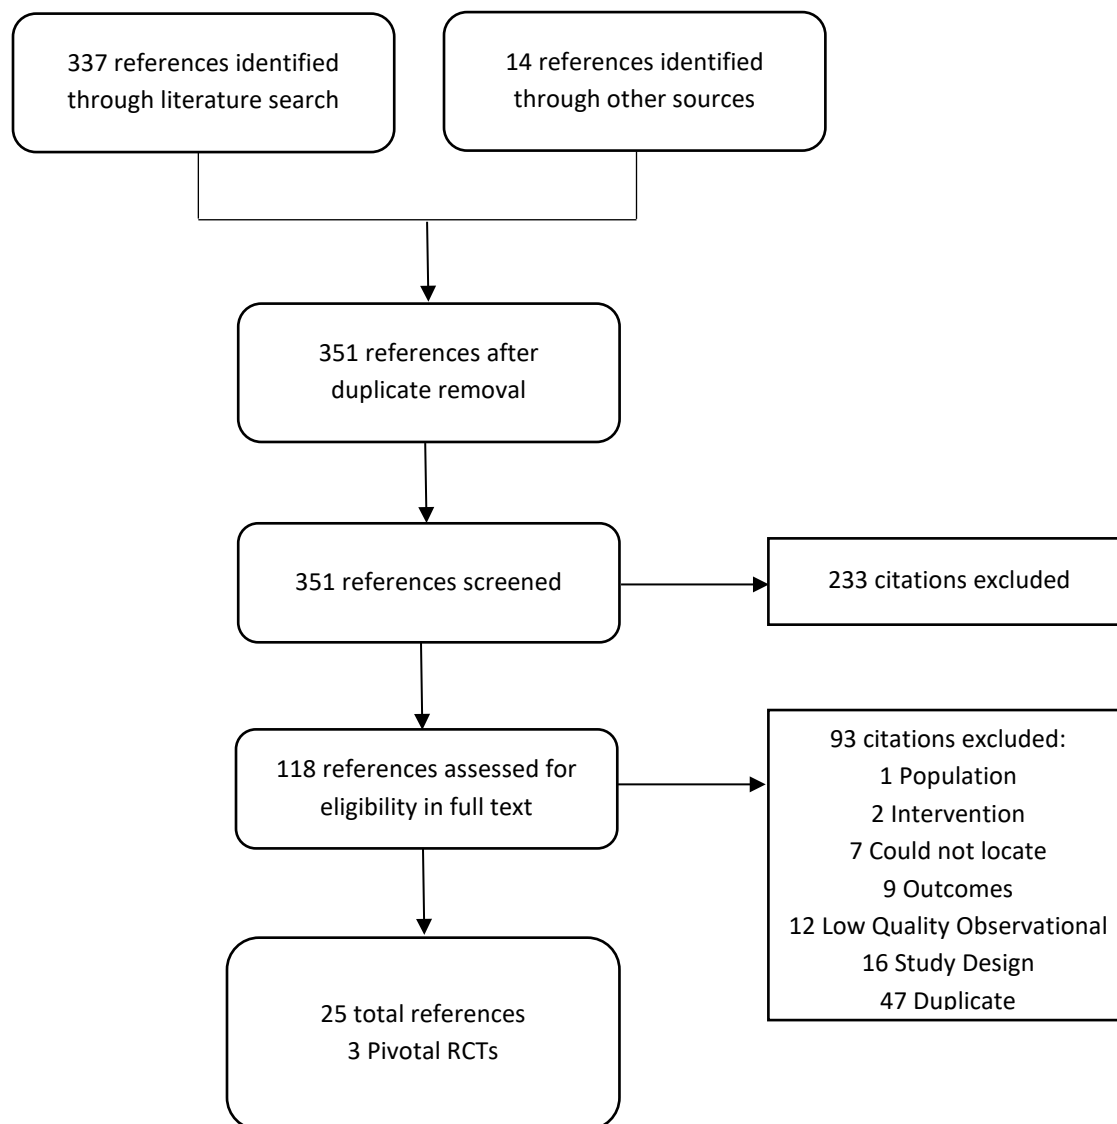 337 references identified
through literature search
14 references identified
through other sources
351 references after
duplicate removal
351 references screened
233 citations excluded
118 references assessed for
eligibility in full text
93 citations excluded:
1 Population
2 Intervention
7 Could not locate
9 Outcomes
12 Low Quality Observational
16 Study Design
47 Duplicate
25 total references
3 Pivotal RCTs